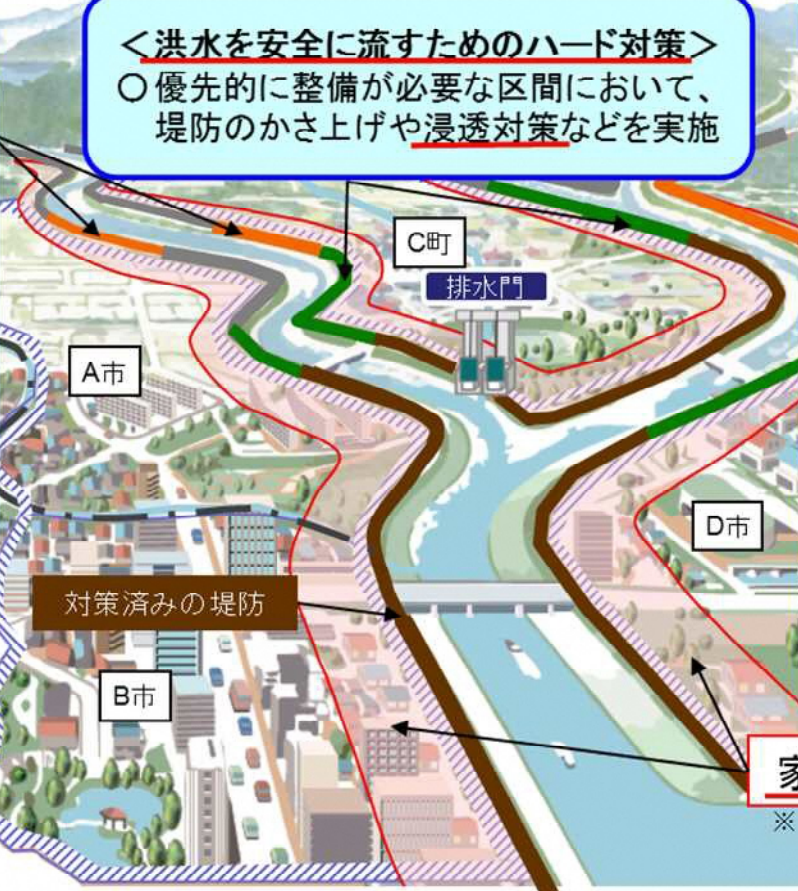 ＜洪水を安全に流すためのハード対策＞
○優先的に整備が必要な区間において、
堤防のかさ上げや浸透対策などを実施
C町
排水門
A市
D市
対策済みの堤防
B市
家
※